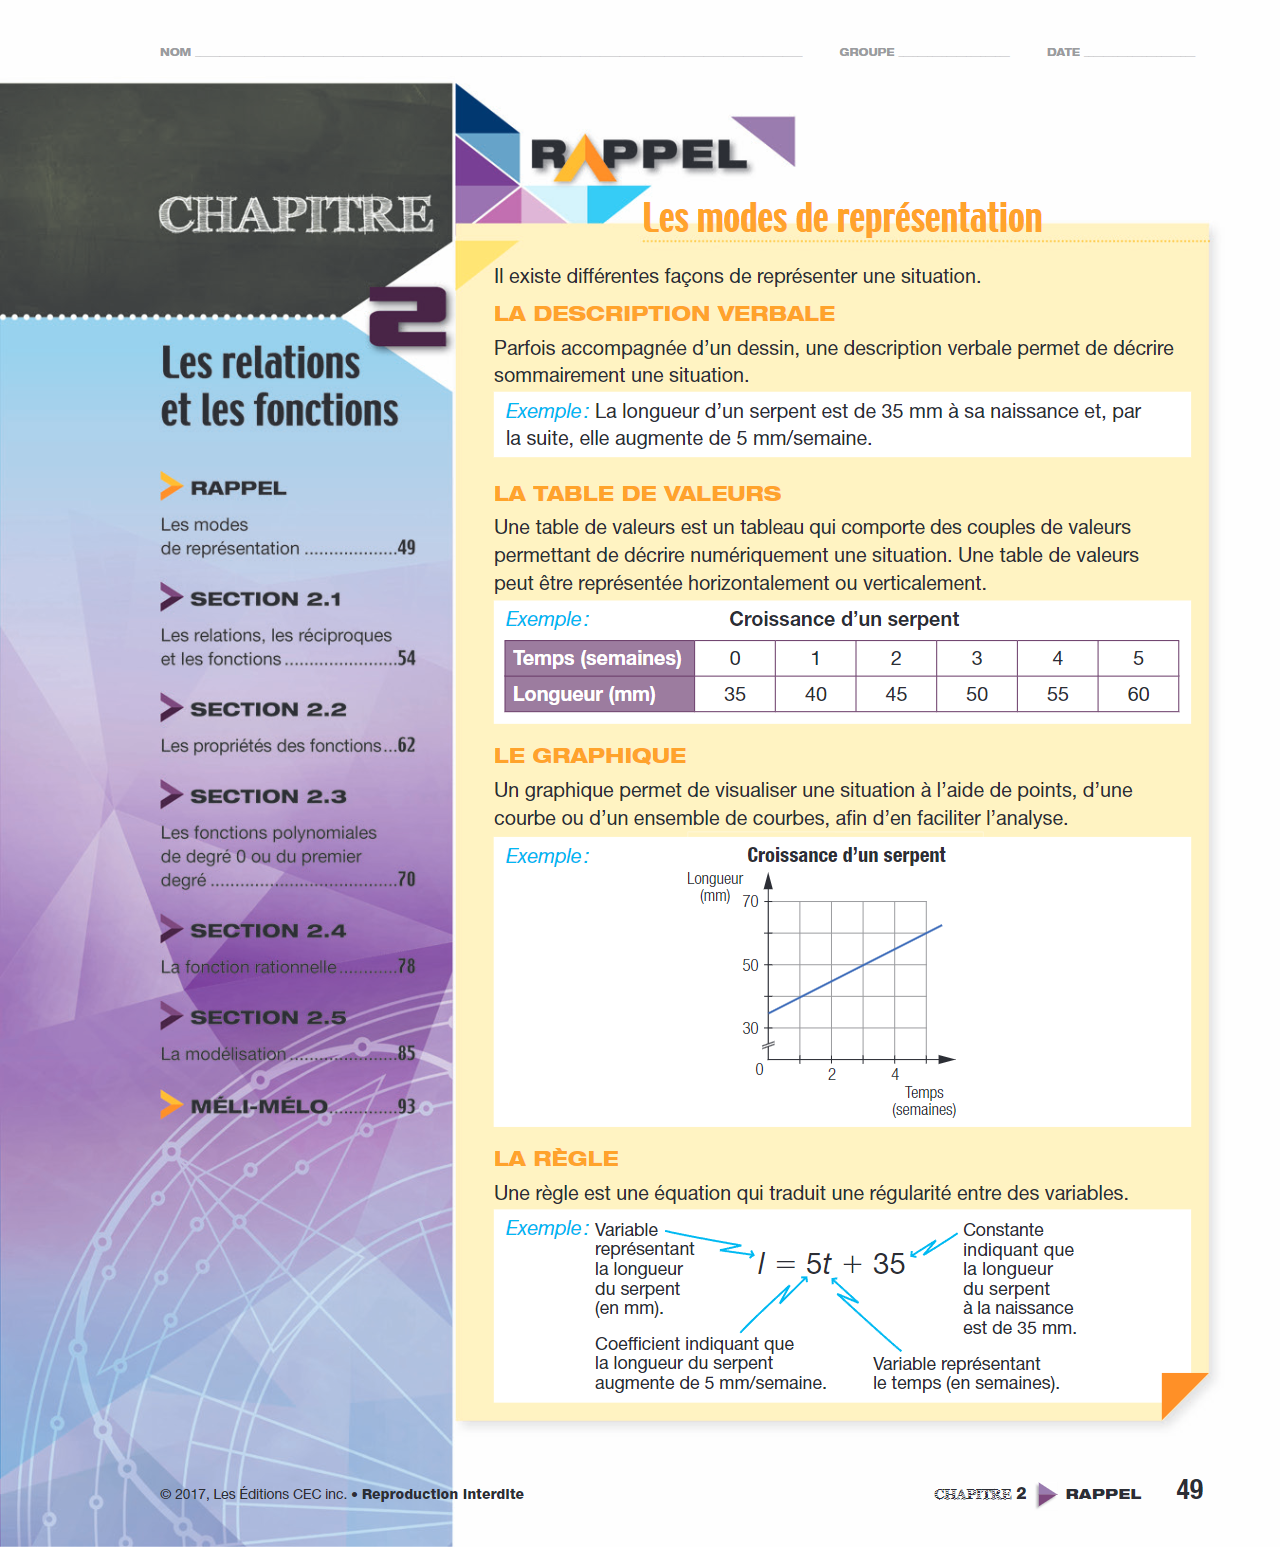 NOM
GROUPE
DATE
CHAPITRE
2
Les relations
et les fonctions
RAPPEL
Les modes
de représentation ...................49
SECTION 2.1
Les relations, les réciproques
et les fonctions.......................54
SECTION 2.2
Les propriétés des fonctions...62
SECTION 2.3
Les fonctions polynomiales
de degré 0 ou du premier
degré ......................................70
SECTION 2.4
La fonction rationnelle............78
SECTION 2.5
La modélisation......................85
MÉLI-MÉLO..............93
RAPPEL
Les modes de représentation
Il existe différentes façons de représenter une situation.
LA DESCRIPTION VERBALE
Parfois accompagnée d’un dessin, une description verbale permet de décrire
sommairement une situation.
Exemple : La longueur d’un serpent est de 35 mm à sa naissance et, par
la suite, elle augmente de 5 mm/semaine.
LA TABLE DE VALEURS
Une table de valeurs est un tableau qui comporte des couples de valeurs
permettant de décrire numériquement une situation. Une table de valeurs
peut être représentée horizontalement ou verticalement.
Exemple : Croissance d’un serpent
Temps (semaines) 0 1 2 3 4 5
Longueur (mm) 35 40 45 50 55 60
LE GRAPHIQUE
Un graphique permet de visualiser une situation à l’aide de points, d’une
courbe ou d’un ensemble de courbes, afin d’en faciliter l’analyse.
Exemple : Croissance d’un serpent
Longueur
(mm)
70
50
30
0
2
4
Temps
(semaines)
LA RÈGLE
Une règle est une équation qui traduit une régularité entre des variables.
Exemple : Variable
représentant
la longueur
du serpent
(en mm).
l = 5t + 35
Constante
indiquant que
la longueur
du serpent
à la naissance
est de 35 mm.
Coefficient indiquant que
la longueur du serpent
augmente de 5 mm/semaine.
Variable représentant
le temps (en semaines).
© 2017, Les Éditions CEC inc. • Reproduction interdite
CHAPITRE 2 RAPPEL 49